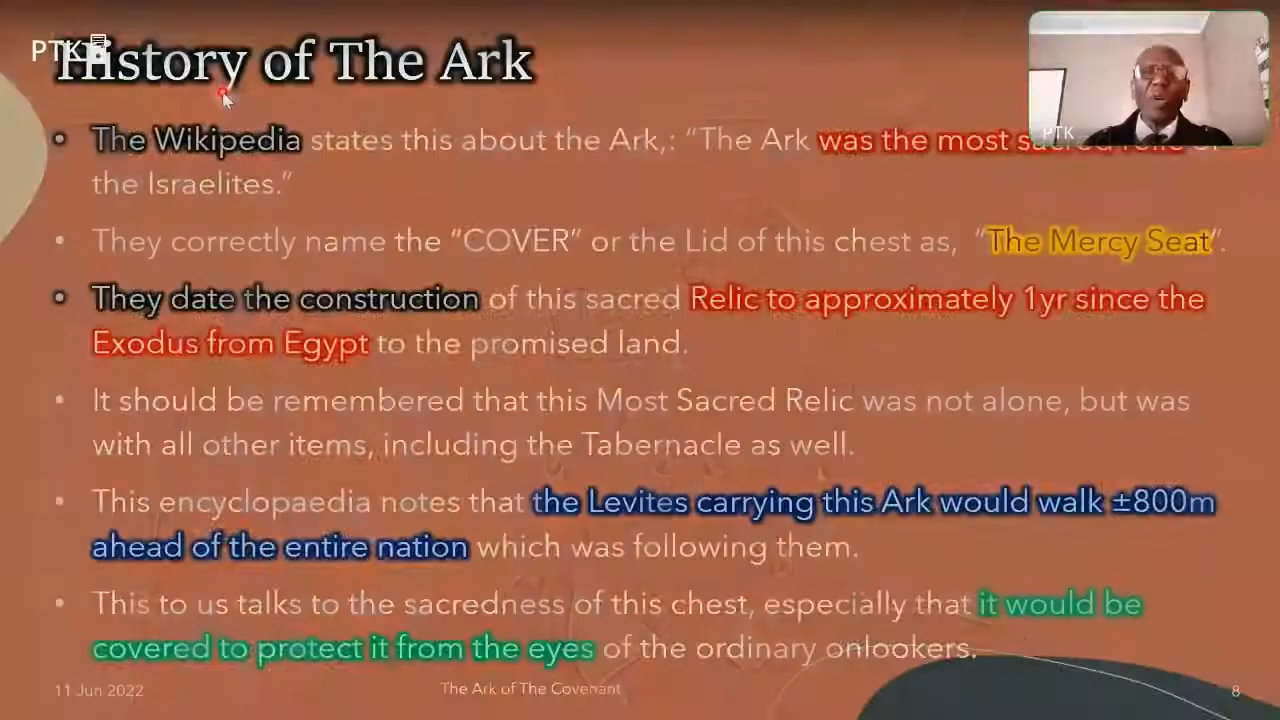 PTK
History of The Ark
PTK
• The Wikipedia states this about the Ark,: “The Ark was the most sacred relic of
the Israelites.”
• They correctly name the “COVER” or the Lid of this chest as, “The Mercy Seat”.
• They date the construction of this sacred Relic to approximately 1yr since the
Exodus from Egypt to the promised land.
• It should be remembered that this Most Sacred Relic was not alone, but was
with all other items, including the Tabernacle as well.
• This encyclopaedia notes that the Levites carrying this Ark would walk ±800m
ahead of the entire nation which was following them.
• This to us talks to the sacredness of this chest, especially that it would be
covered to protect it from the eyes of the ordinary onlookers.
11 Jun 2022
The Ark of The Covenant
8